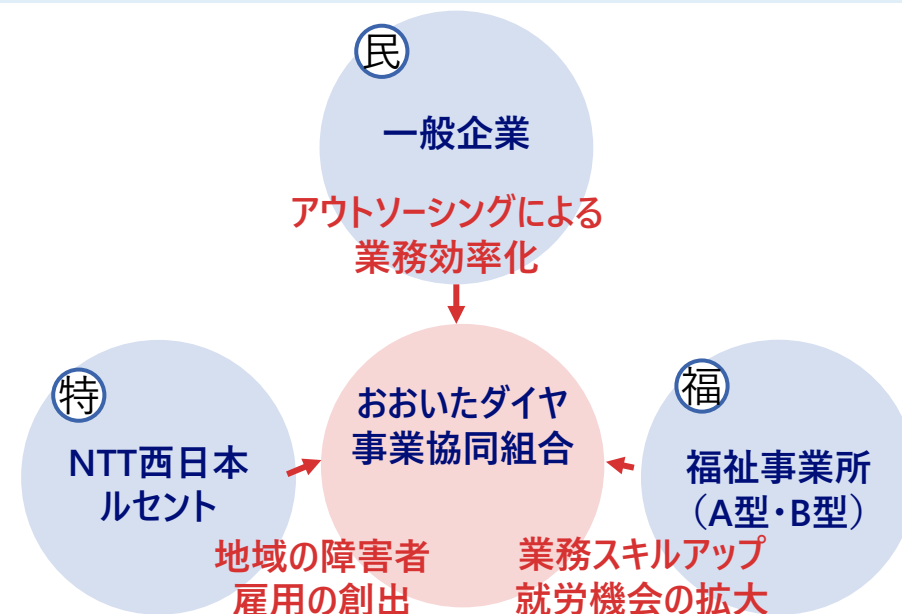 民
一般企業
アウトソーシングによる
業務効率化
特
NTT西日本
ルセント
おおいたダイヤ
事業協同組合
福
福祉事業所
（A型・B型）
地域の障害者
雇用の創出
業務スキルアップ
就労機会の拡大